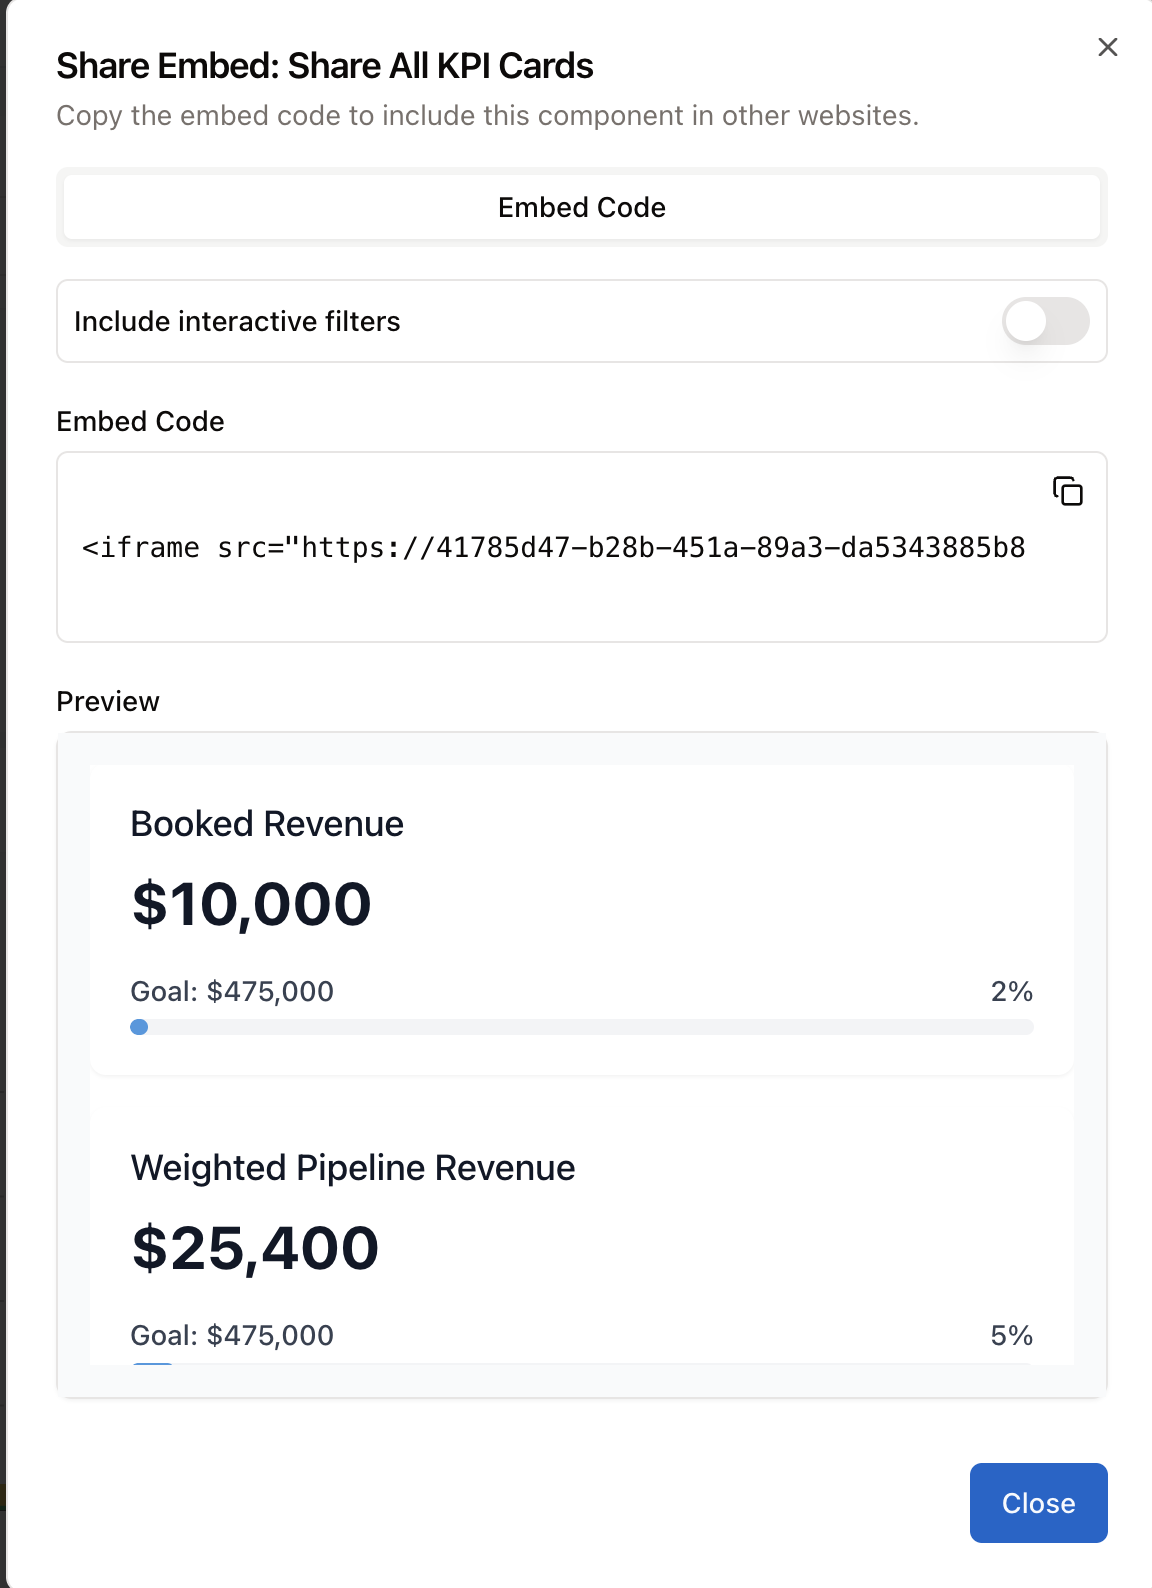 Share Embed: Share All KPI Cards
Copy the embed code to include this component in other websites.
Embed Code
Include interactive filters
Embed Code
<iframe src="https://41785d47-b28b-451a-89a3-da5343885b8
Preview
Booked Revenue
$10,000
Goal: $475,000 2%
Weighted Pipeline Revenue
$25,400
Goal: $475,000 5%
Close